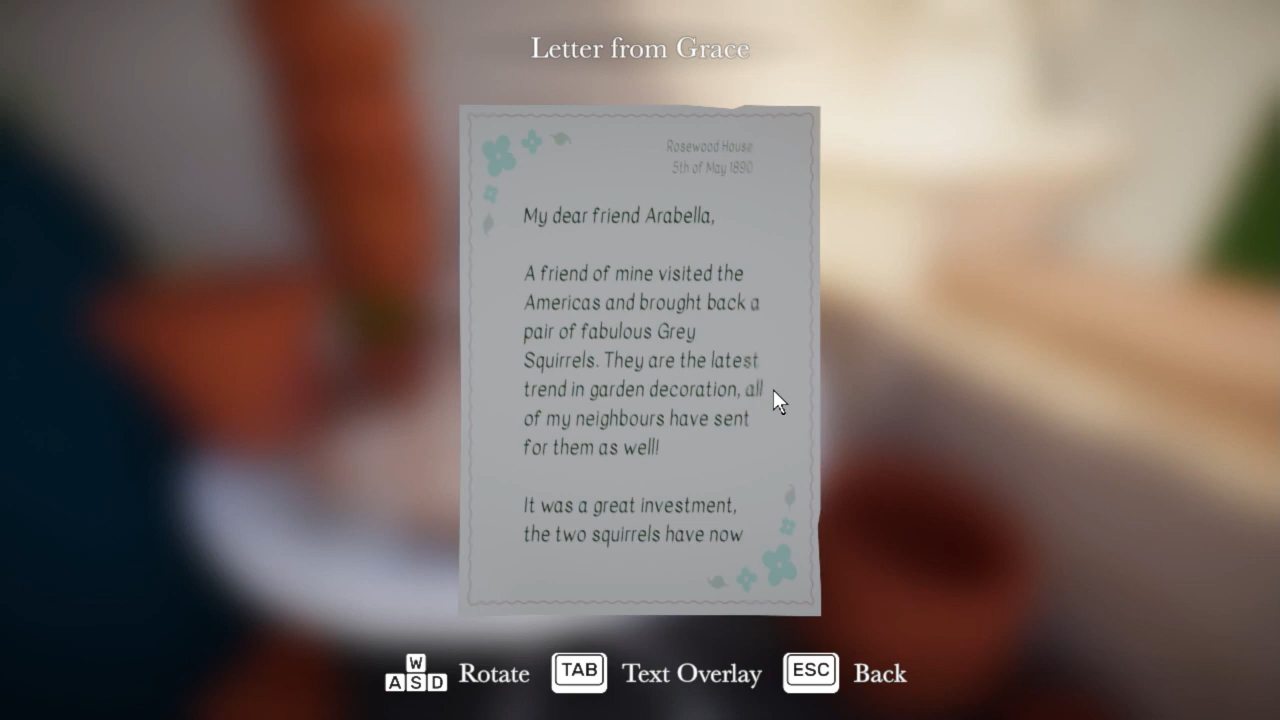 Letter from Grace
Rosewood House
5th of May 1890
My dear friend Arabella,
A friend of mine visited the
Americas and brought back a
pair of fabulous Grey
Squirrels. They are the latest
trend in garden decoration, all
of my neighbours have sent
for them as well!
It was a great investment,
the two squirrels have now
W
A S D Rotate TAB Text Overlay ESC Back